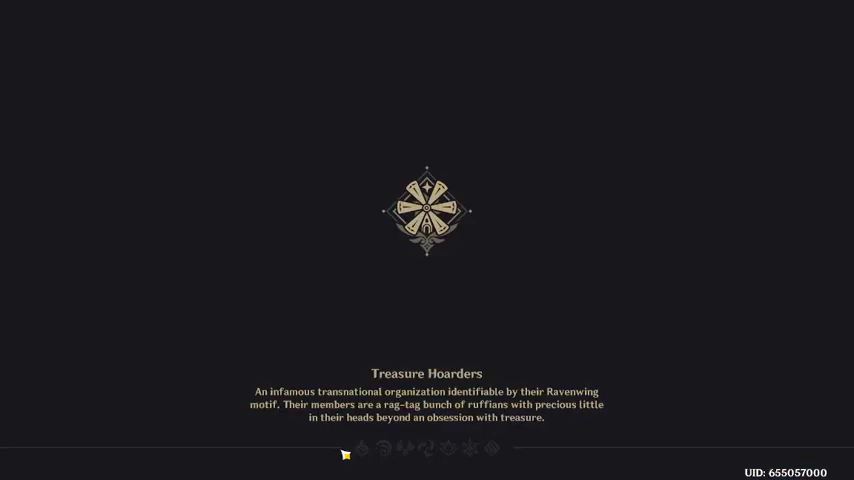 Treasure Hoarders
An infamous transnational organization identifiable by their Ravenwing
motif. Their members are a rag-tag bunch of ruffians with precious little
in their heads beyond an obsession with treasure.
UID: 655057000